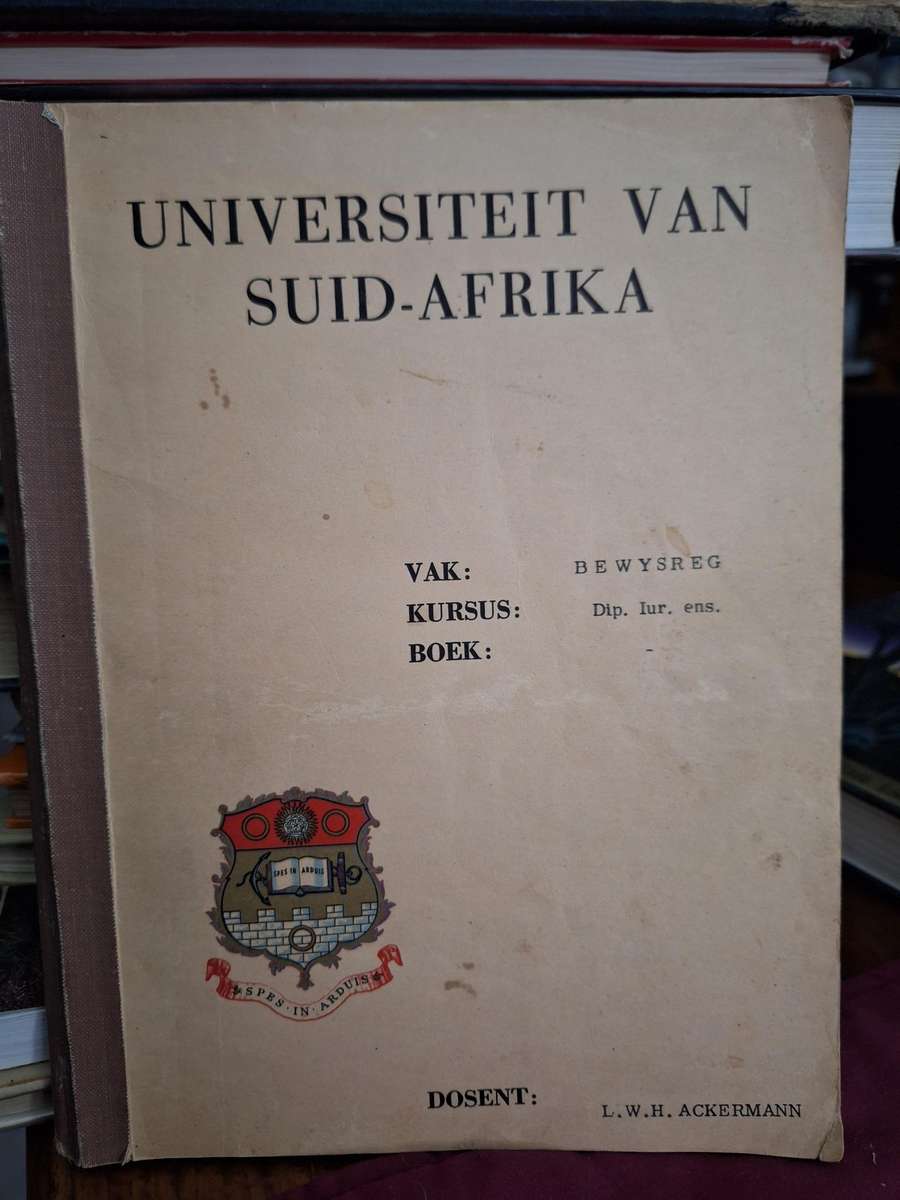 UNIVERSITEIT VAN
SUID-AFRIKA
VAK: BEWYSREG
KURSUS: Dip. Iur. ens.
BOEK: -
SPES IN ARDUIS
SPES · IN · ARDUIS
DOSENT: L.W.H. ACKERMANN